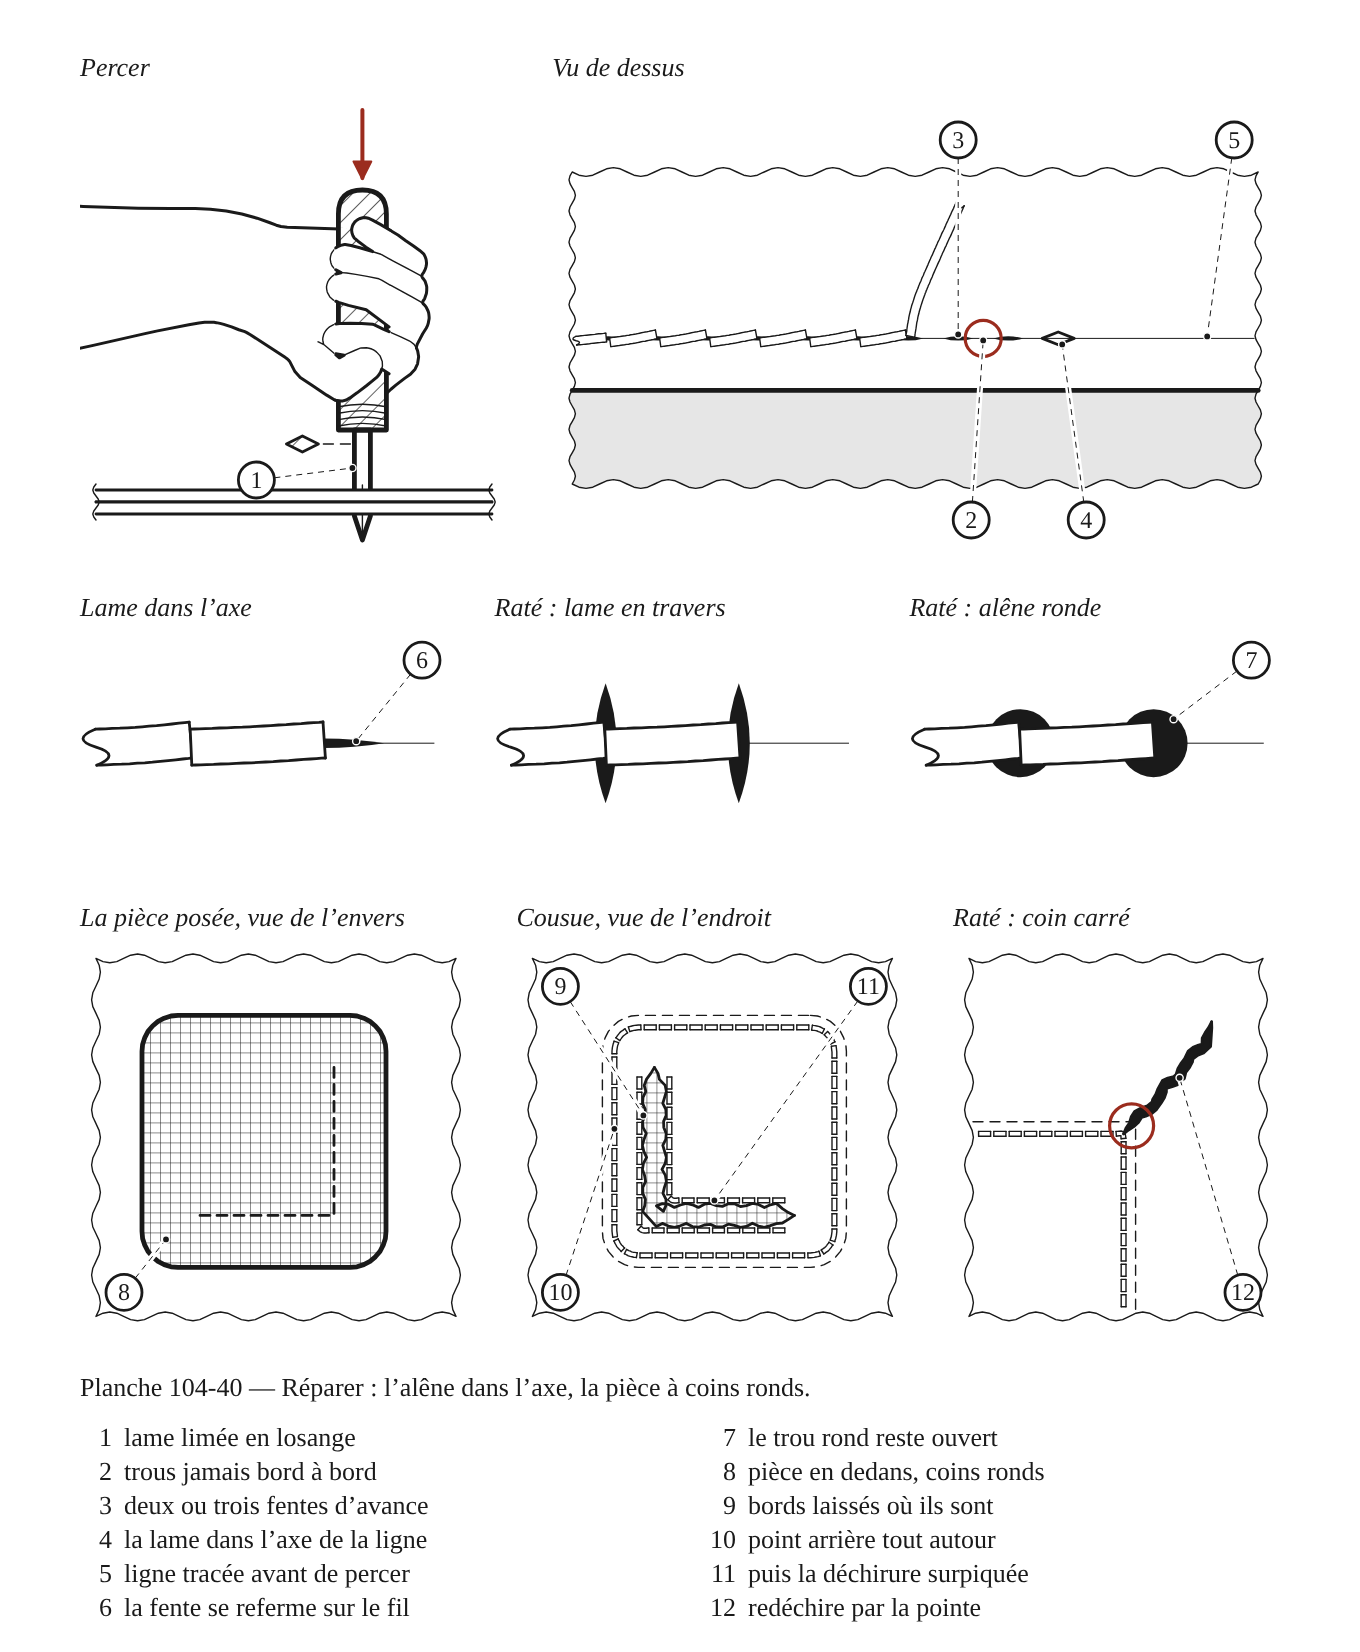 Percer
Vu de dessus
3
5
1
2
4
Lame dans l’axe
Raté : lame en travers
Raté : alêne ronde
6
7
La pièce posée, vue de l’envers
Cousue, vue de l’endroit
Raté : coin carré
9
11
8
10
12
Planche 104-40 — Réparer : l’alêne dans l’axe, la pièce à coins ronds.
1 lame limée en losange
2 trous jamais bord à bord
3 deux ou trois fentes d’avance
4 la lame dans l’axe de la ligne
5 ligne tracée avant de percer
6 la fente se referme sur le fil
7 le trou rond reste ouvert
8 pièce en dedans, coins ronds
9 bords laissés où ils sont
10 point arrière tout autour
11 puis la déchirure surpiquée
12 redéchire par la pointe